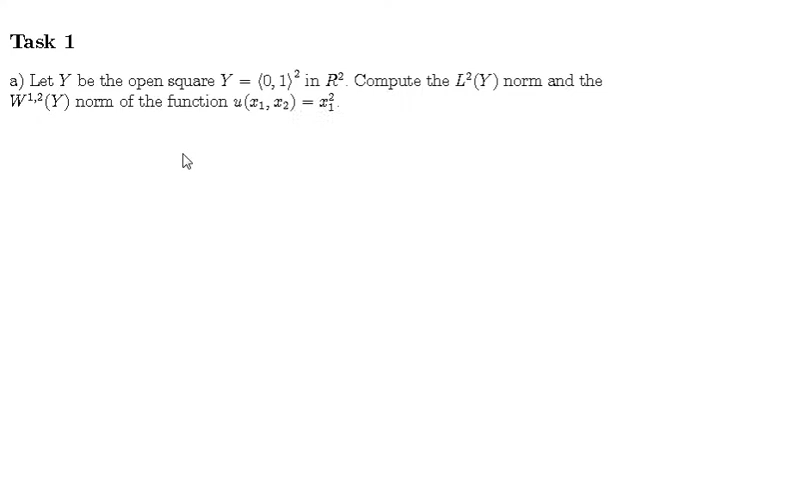 Task 1
a) Let Y be the open square Y = ⟨0, 1⟩² in R². Compute the L²(Y) norm and the
W¹,²(Y) norm of the function u(x₁, x₂) = x₁².